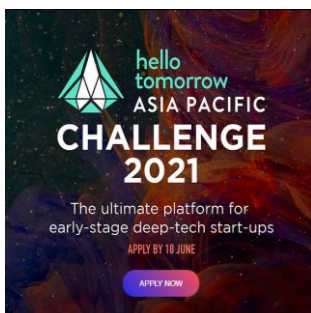 hello
tomorrow
ASIA PACIFIC
CHALLENGE
2021
The ultimate platform for
early-stage deep-tech start-ups
APPLY BY 18 JUNE
APPLY NOW